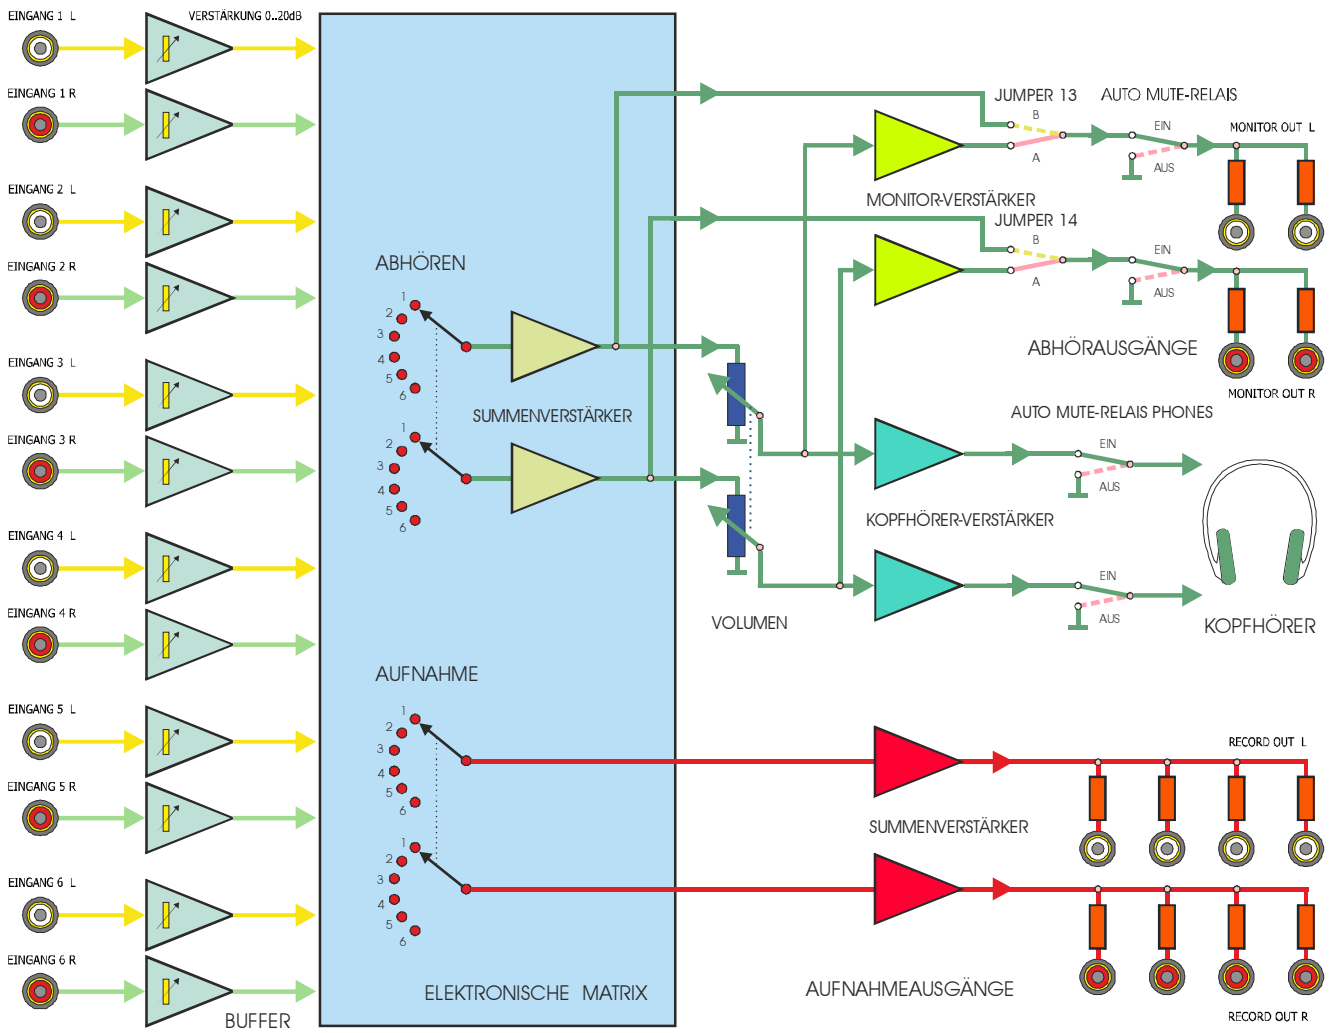 EINGANG 1 L
VERSTÄRKUNG 0..20dB
EINGANG 1 R
EINGANG 2 L
EINGANG 2 R
EINGANG 3 L
EINGANG 3 R
EINGANG 4 L
EINGANG 4 R
EINGANG 5 L
EINGANG 5 R
EINGANG 6 L
EINGANG 6 R
BUFFER
ABHÖREN
1
2
3
4
5
6
SUMMENVERSTÄRKER
1
2
3
4
5
6
AUFNAHME
1
2
3
4
5
6
1
2
3
4
5
6
ELEKTRONISCHE MATRIX
JUMPER 13
B
A
AUTO MUTE-RELAIS
EIN
AUS
MONITOR OUT L
MONITOR-VERSTÄRKER
JUMPER 14
B
A
EIN
AUS
ABHÖRAUSGÄNGE
MONITOR OUT R
AUTO MUTE-RELAIS PHONES
EIN
AUS
KOPFHÖRER-VERSTÄRKER
EIN
AUS
VOLUMEN
KOPFHÖRER
RECORD OUT L
SUMMENVERSTÄRKER
AUFNAHMEAUSGÄNGE
RECORD OUT R